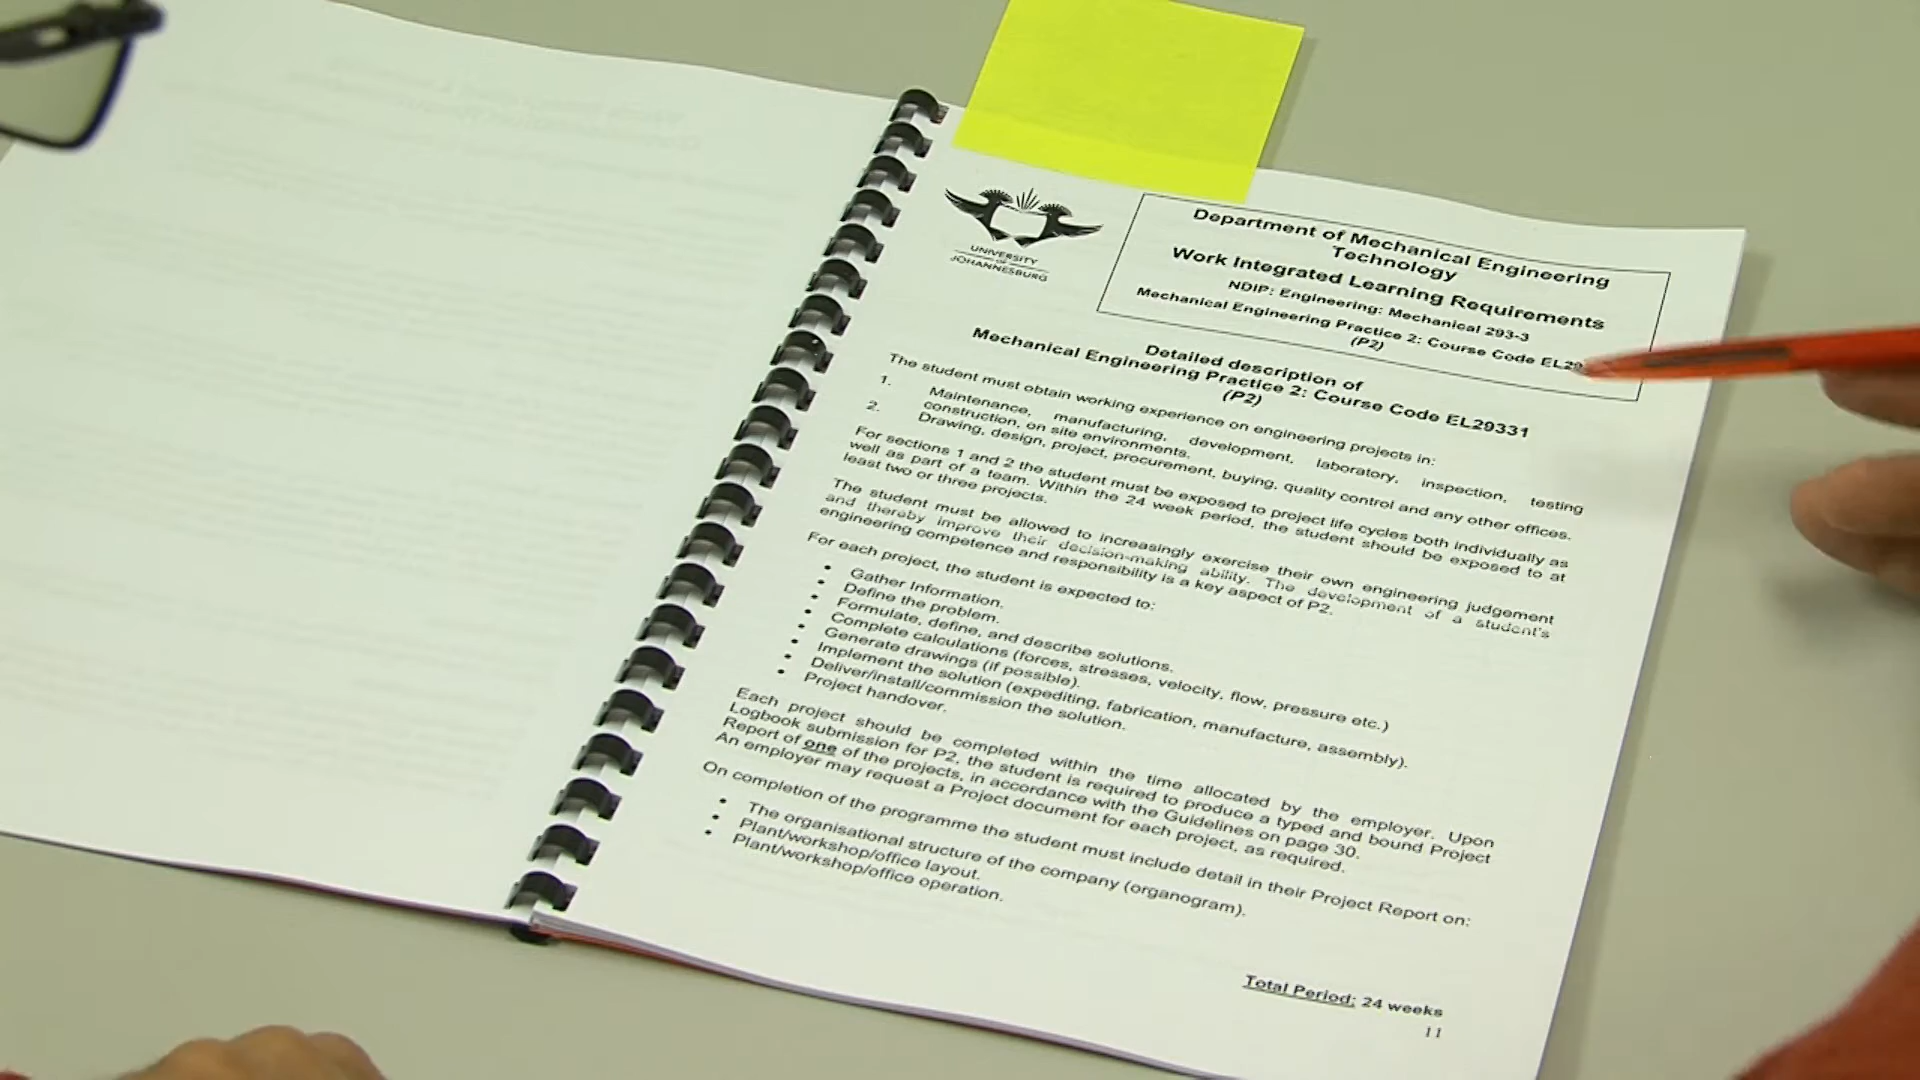 UNIVERSITY
OF
JOHANNESBURG
Department of Mechanical Engineering
Technology
Work Integrated Learning Requirements
NDIP: Engineering: Mechanical 293-3
Mechanical Engineering Practice 2: Course Code EL29
(P2)
Detailed description of
Mechanical Engineering Practice 2: Course Code EL29331
(P2)
The student must obtain working experience on engineering projects in:
1. Maintenance, manufacturing, development, laboratory, inspection, testing
construction, on site environments.
2. Drawing, design, project, procurement, buying, quality control and any other offices.
For sections 1 and 2 the student must be exposed to project life cycles both individually as
well as part of a team. Within the 24 week period, the student should be exposed to at
least two or three projects.
The student must be allowed to increasingly exercise their own engineering judgement
and thereby improve their decision-making ability. The development of a student's
engineering competence and responsibility is a key aspect of P2.
For each project, the student is expected to:
• Gather Information.
• Define the problem.
• Formulate, define, and describe solutions.
• Complete calculations (forces, stresses, velocity, flow, pressure etc.)
• Generate drawings (if possible).
• Implement the solution (expediting, fabrication, manufacture, assembly).
• Deliver/install/commission the solution.
• Project handover.
Each project should be completed within the time allocated by the employer. Upon
Logbook submission for P2, the student is required to produce a typed and bound Project
Report of one of the projects, in accordance with the Guidelines on page 30.
An employer may request a Project document for each project, as required.
On completion of the programme the student must include detail in their Project Report on:
• The organisational structure of the company (organogram).
• Plant/workshop/office layout.
• Plant/workshop/office operation.
Total Period: 24 weeks
11